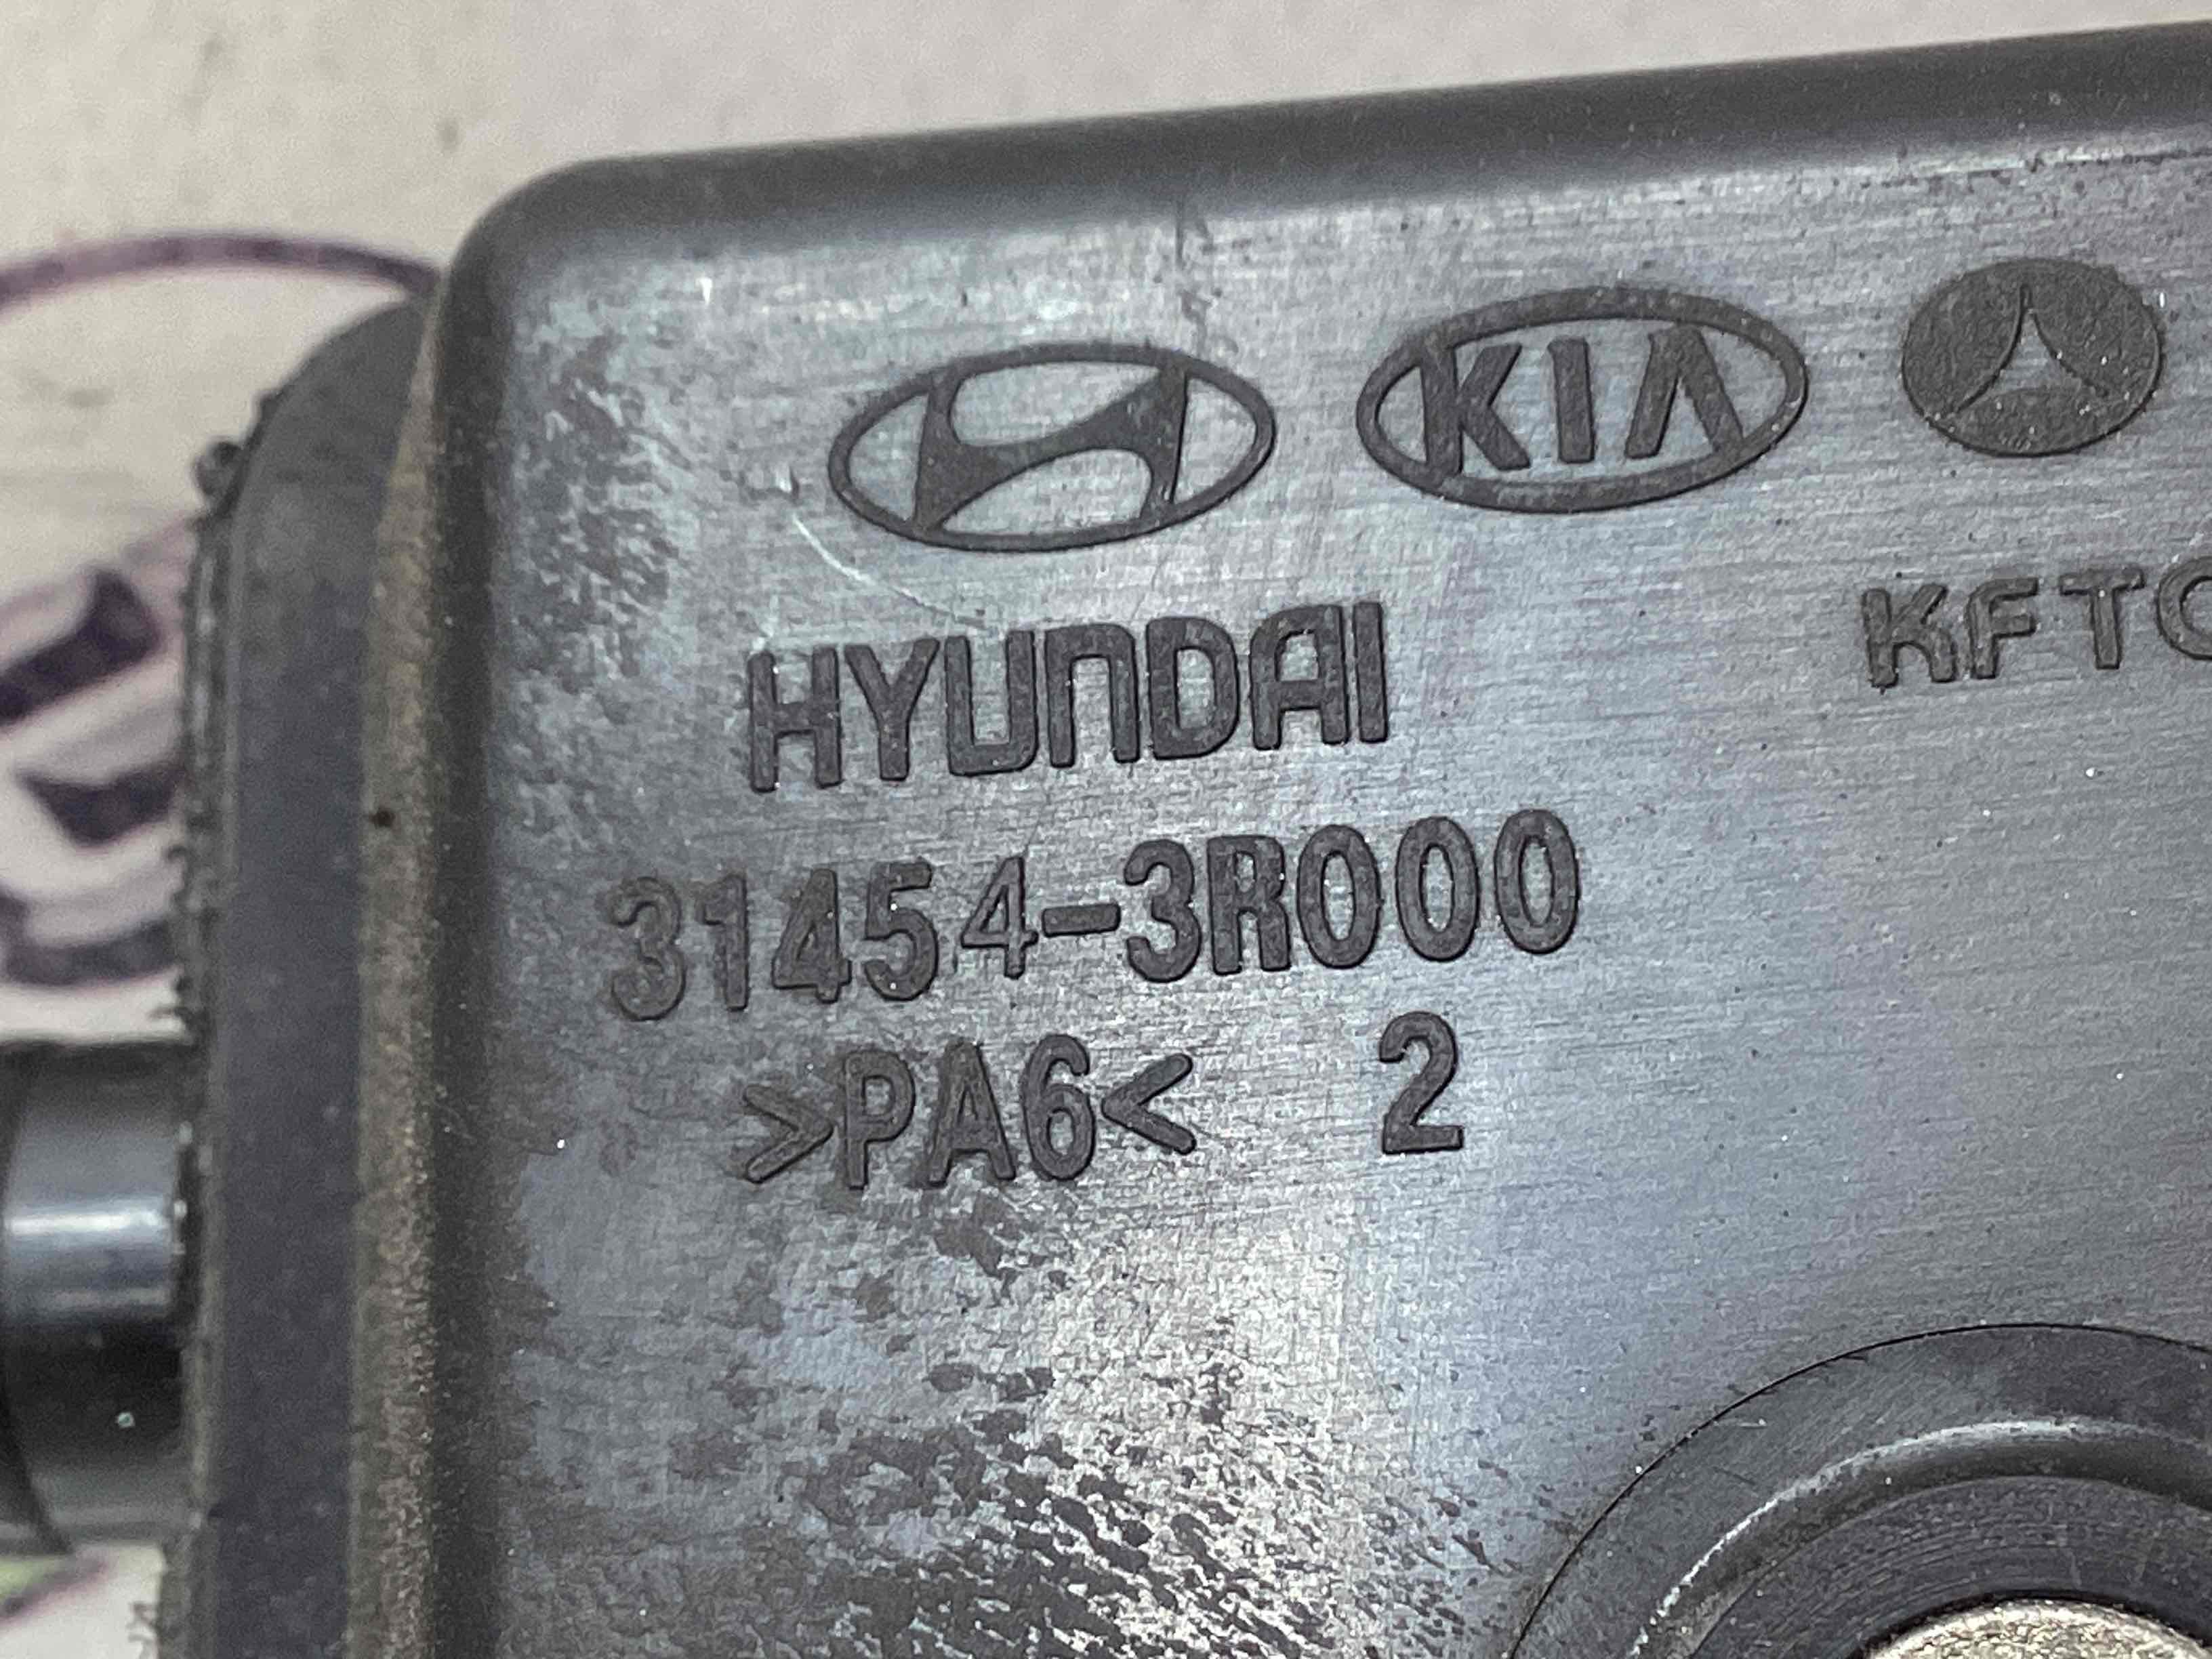 KIA
KFTC
HYUNDAI
31454-3R000
>PA6< 2